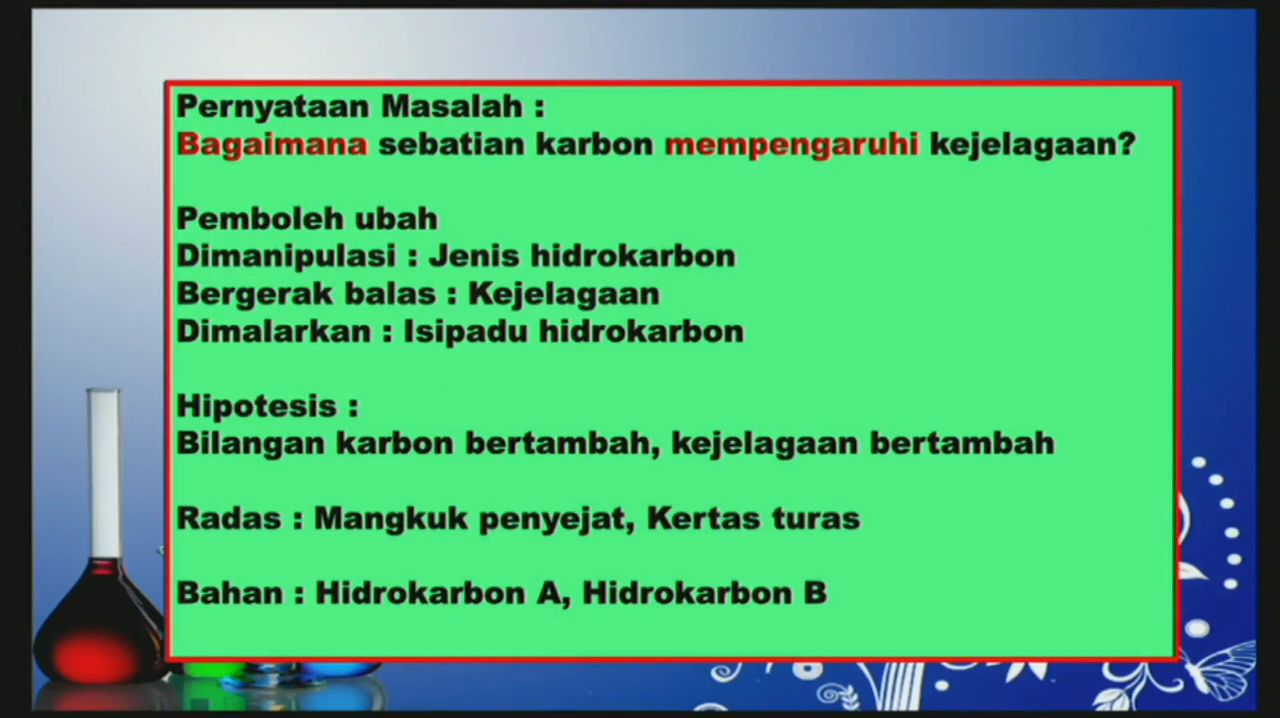 Pernyataan Masalah :
Bagaimana sebatian karbon mempengaruhi kejelagaan?
Pemboleh ubah
Dimanipulasi : Jenis hidrokarbon
Bergerak balas : Kejelagaan
Dimalarkan : Isipadu hidrokarbon
Hipotesis :
Bilangan karbon bertambah, kejelagaan bertambah
Radas : Mangkuk penyejat, Kertas turas
Bahan : Hidrokarbon A, Hidrokarbon B